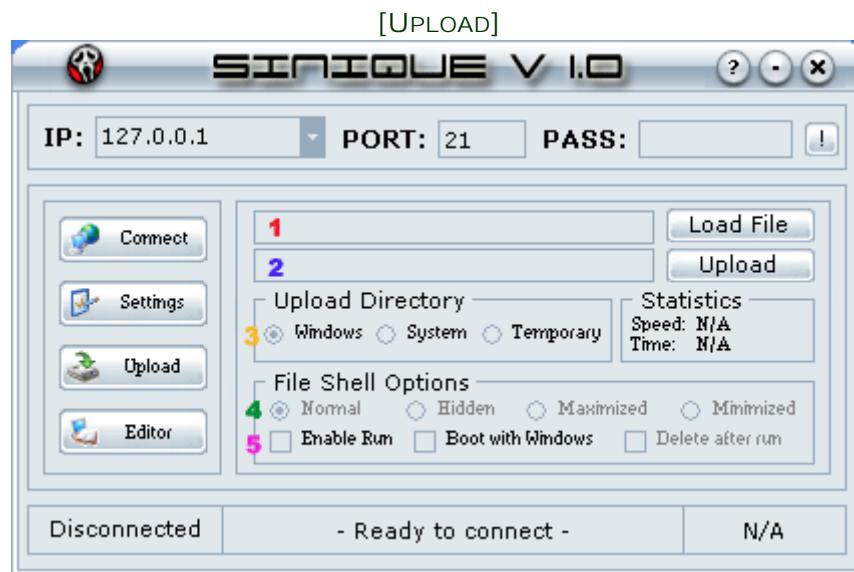 [UPLOAD]
SINIQUE V 1.0 ? - ×
IP: 127.0.0.1 PORT: 21 PASS: !
Connect
Settings
Upload
Editor
1 Load File
2 Upload
Upload Directory
3 Windows System Temporary
Statistics
Speed: N/A
Time: N/A
File Shell Options
4 Normal Hidden Maximized Minimized
5 Enable Run Boot with Windows Delete after run
Disconnected - Ready to connect - N/A